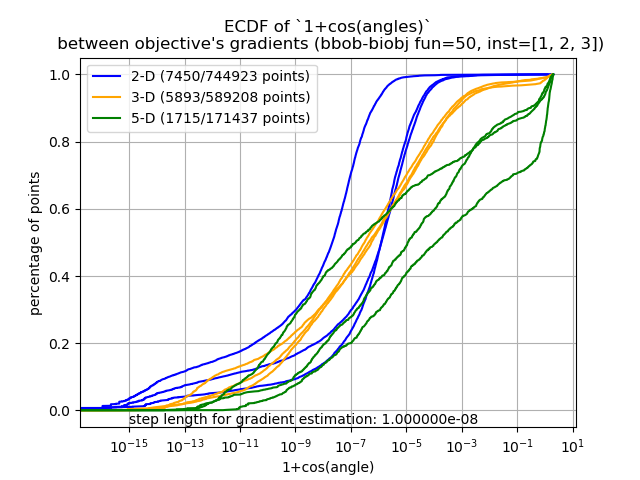 ECDF of `1+cos(angles)`
between objective's gradients (bbob-biobj fun=50, inst=[1, 2, 3])
percentage of points
1.0
0.8
0.6
0.4
0.2
0.0
2-D (7450/744923 points)
3-D (5893/589208 points)
5-D (1715/171437 points)
step length for gradient estimation: 1.000000e-08
10⁻¹⁵ 10⁻¹³ 10⁻¹¹ 10⁻⁹ 10⁻⁷ 10⁻⁵ 10⁻³ 10⁻¹ 10¹
1+cos(angle)